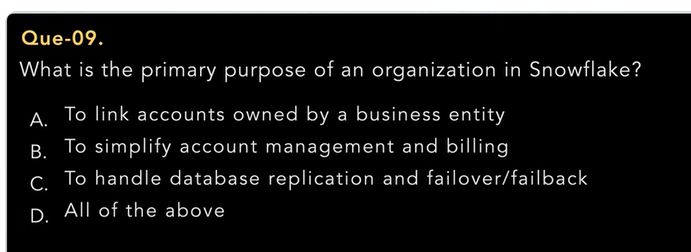 Que-09.
What is the primary purpose of an organization in Snowflake?
A. To link accounts owned by a business entity
B. To simplify account management and billing
C. To handle database replication and failover/failback
D. All of the above